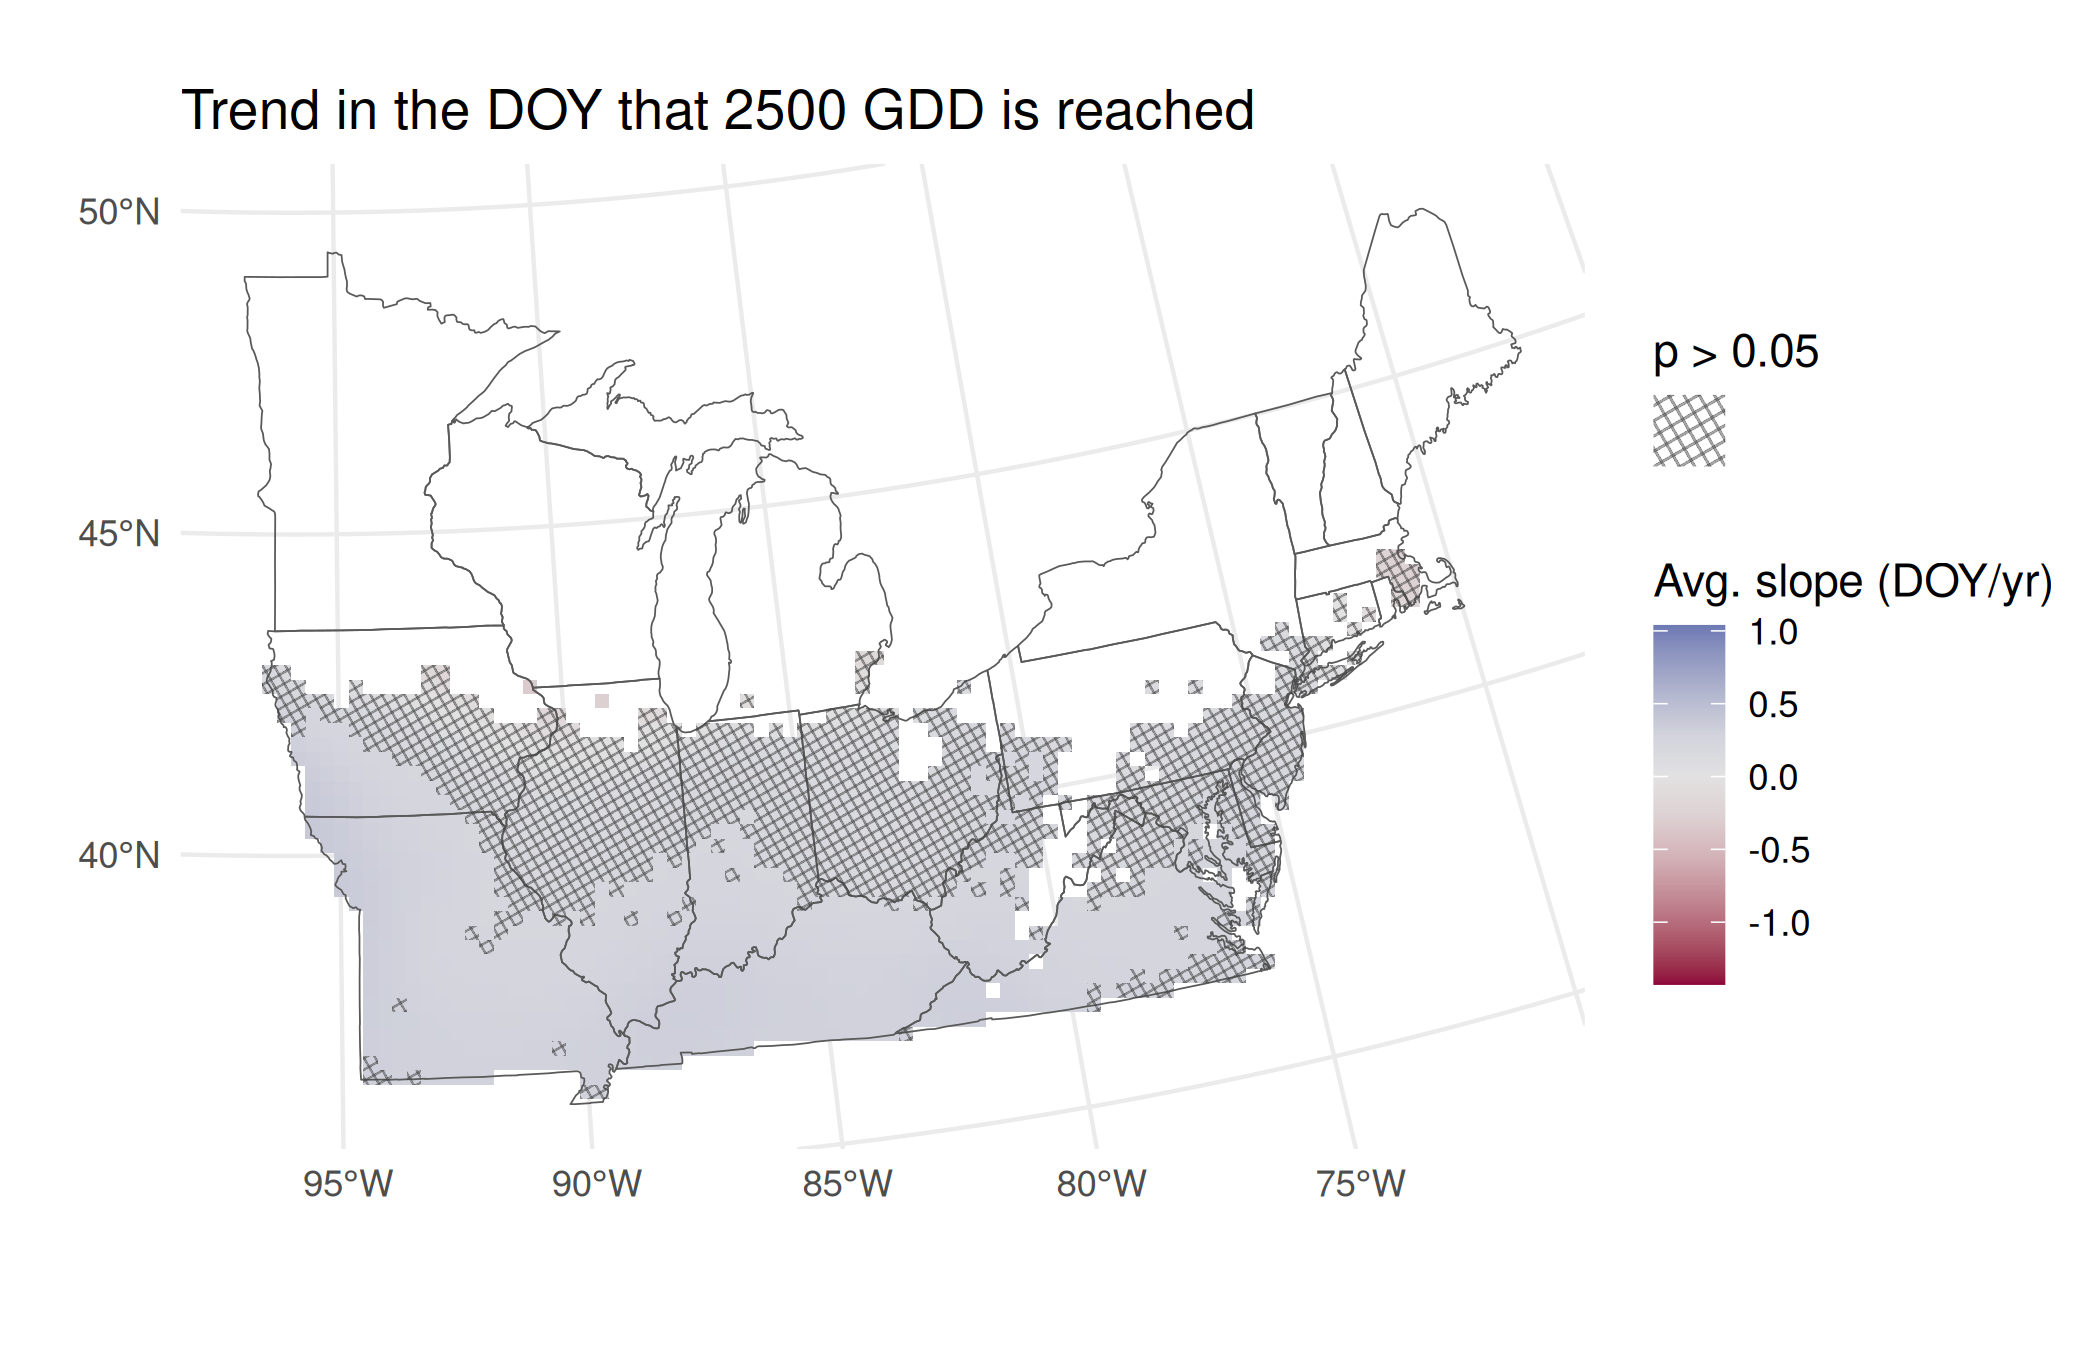 Trend in the DOY that 2500 GDD is reached
50°N
45°N
40°N
95°W
90°W
85°W
80°W
75°W
p > 0.05
Avg. slope (DOY/yr)
1.0
0.5
0.0
-0.5
-1.0